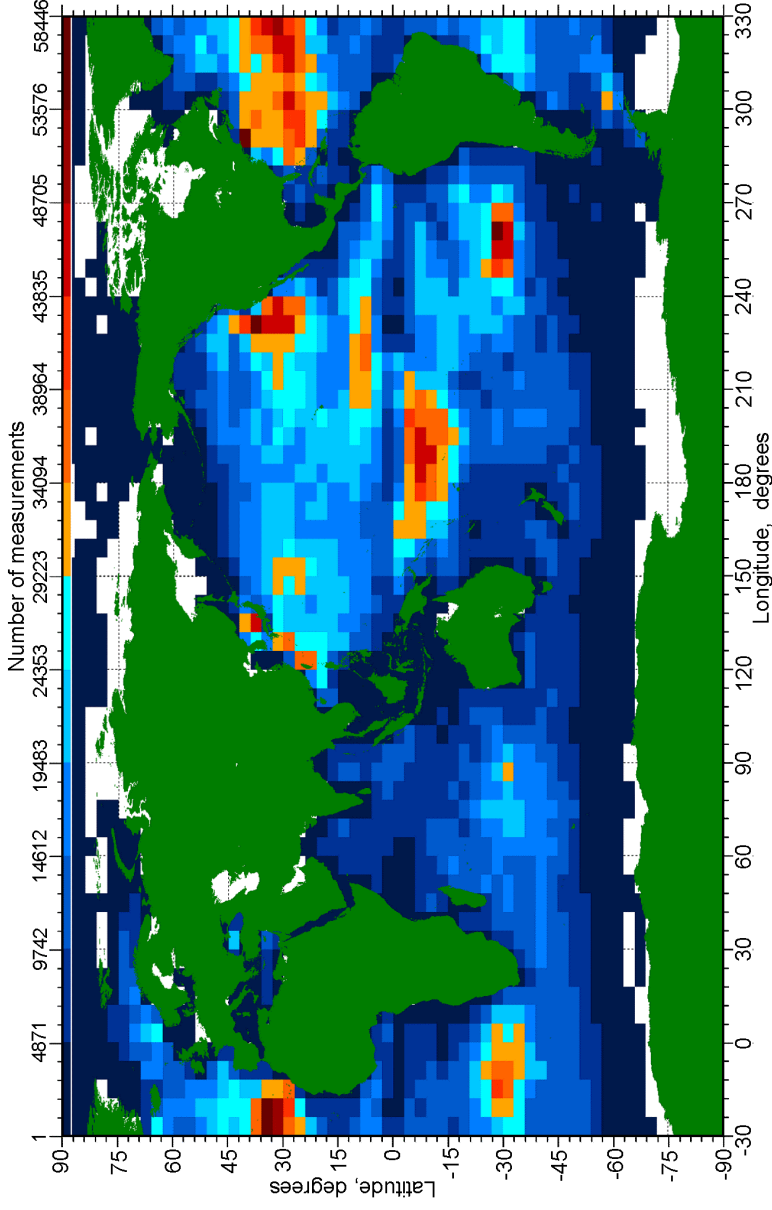 Number of measurements
1 4871 9742 14612 19483 24353 29223 34094 38964 43835 48705 53576 58446
Latitude, degrees
90
75
60
45
30
15
0
-15
-30
-45
-60
-75
-90
-30 0 30 60 90 120 150 180 210 240 270 300 330
Longitude, degrees